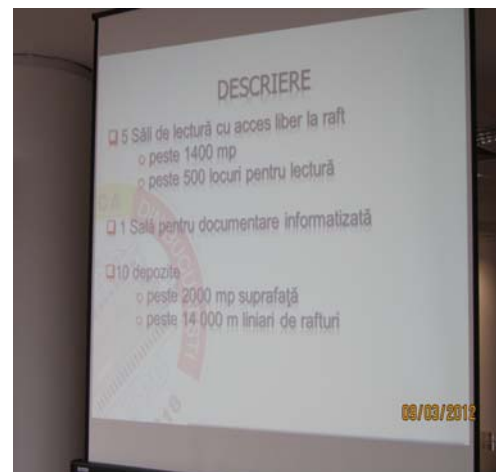 DESCRIERE
5 Săli de lectură cu acces liber la raft
peste 1400 mp
peste 500 locuri pentru lectură
1 Sală pentru documentare informatizată
10 depozite
peste 2000 mp suprafaţă
peste 14 000 m liniari de rafturi
09/03/2012